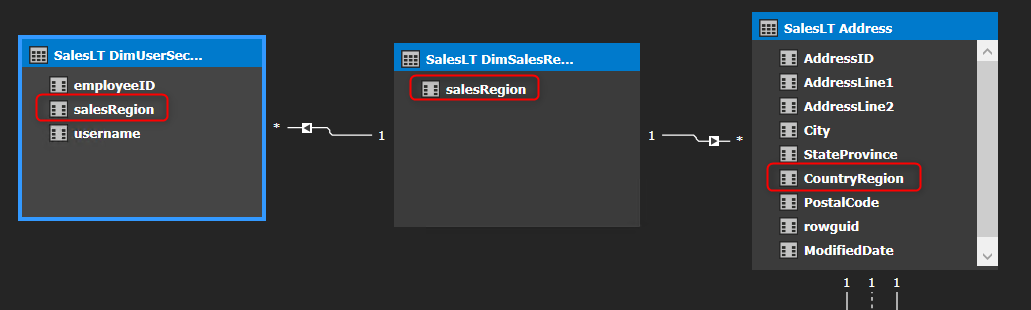 SalesLT DimUserSec...
employeeID
salesRegion
username
*
1
SalesLT DimSalesRe...
salesRegion
1
*
SalesLT Address
AddressID
AddressLine1
AddressLine2
City
StateProvince
CountryRegion
PostalCode
rowguid
ModifiedDate
1 1 1